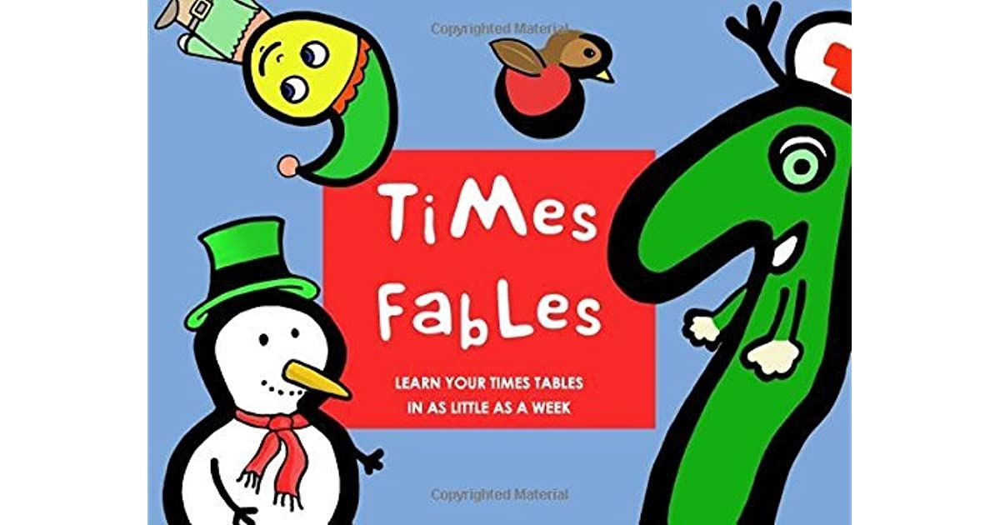 Copyrighted Material
TiMes
FabLes
LEARN YOUR TIMES TABLES
IN AS LITTLE AS A WEEK
Copyrighted Material